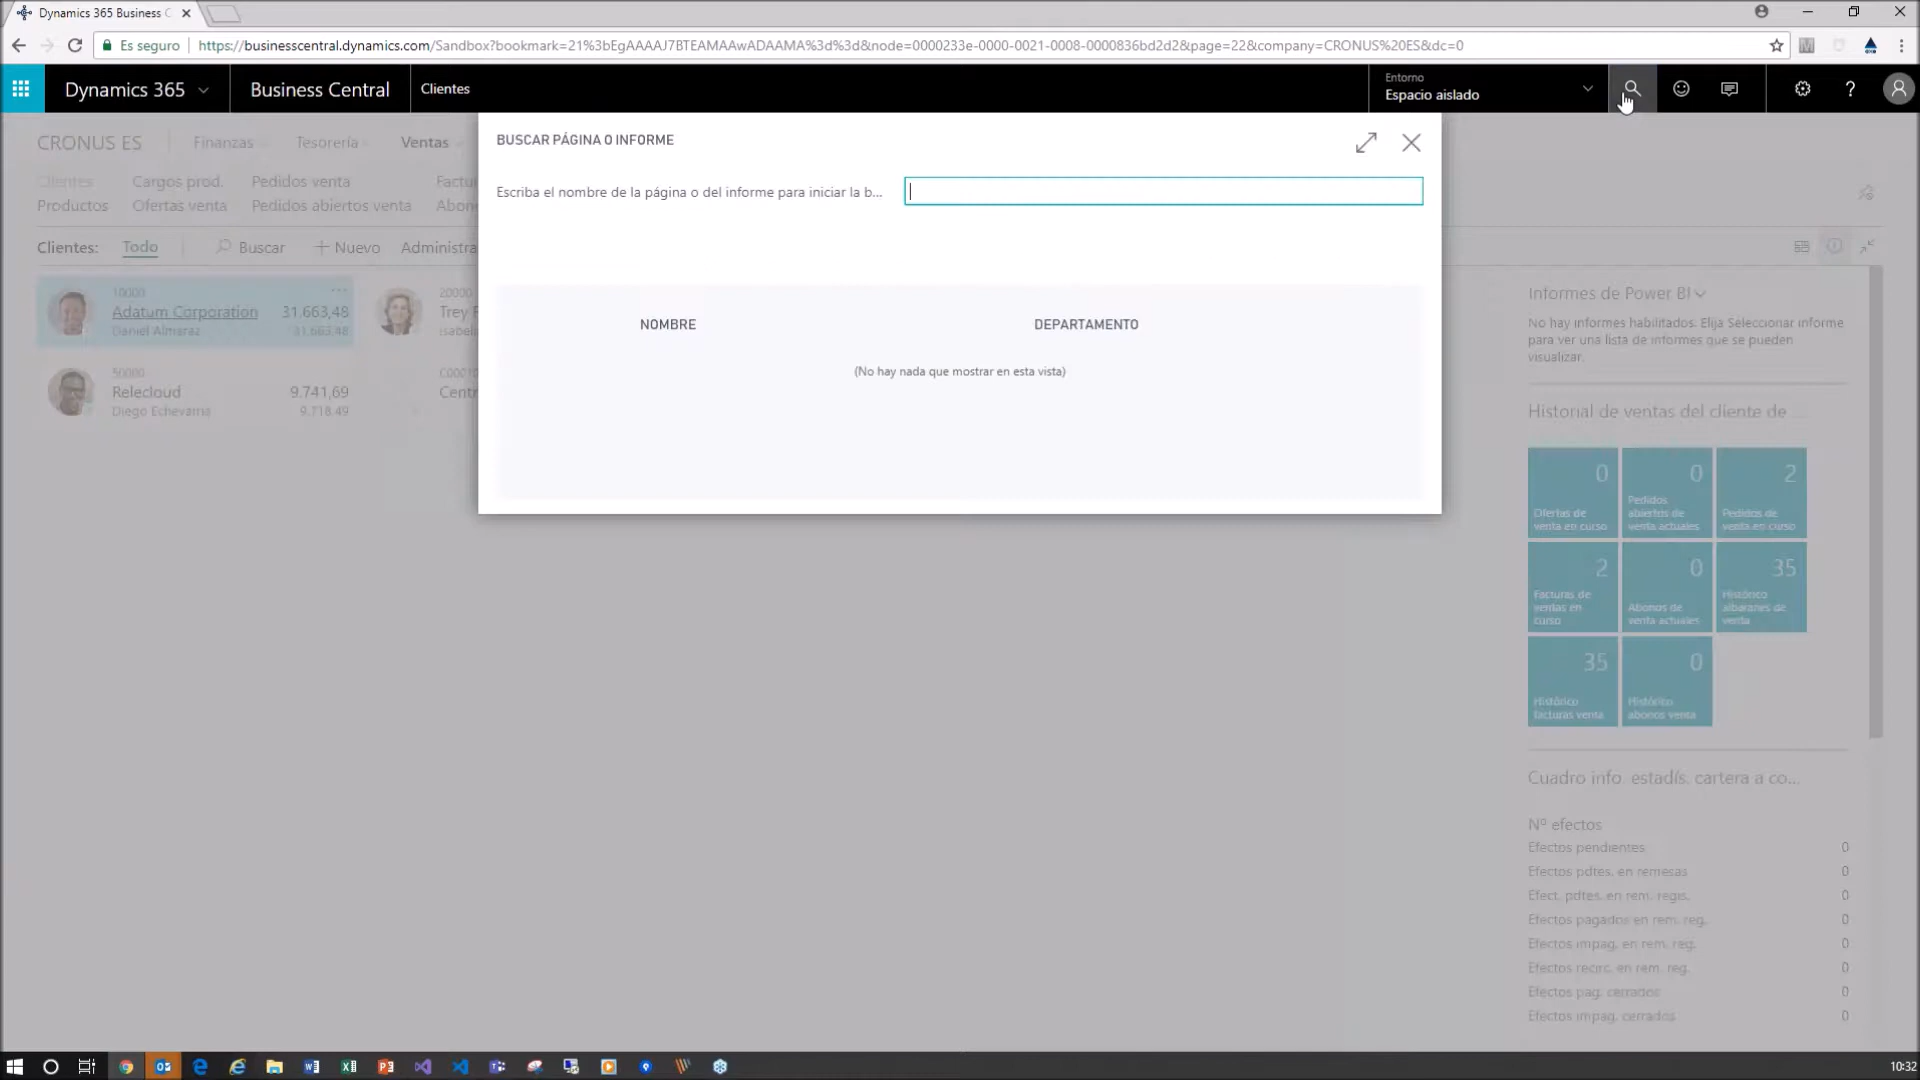 Dynamics 365 Business C
Es seguro
https://businesscentral.dynamics.com/Sandbox?bookmark=21%3bEgAAAAJ7BTEAMAAwADAAMA%3d%3d&node=0000233e-0000-0021-0008-0000836bd2d2&page=22&company=CRONUS%20ES&dc=0
Dynamics 365
Business Central
Clientes
Entorno
Espacio aislado
?
CRONUS ES
Finanzas
Tesorería
Ventas
Clientes
Cargos prod.
Pedidos venta
Factur
Productos
Ofertas venta
Pedidos abiertos venta
Abon
Clientes:
Todo
Buscar
Nuevo
Administra
10000
Adatum Corporation
31.663,48
Daniel Almaraz
31.663,48
20000
Trey F
50000
Relecloud
9.741,69
Diego Echevarria
9.718,49
C00010
Centr
BUSCAR PÁGINA O INFORME
Escriba el nombre de la página o del informe para iniciar la b...
NOMBRE
DEPARTAMENTO
(No hay nada que mostrar en esta vista)
Informes de Power BI
No hay informes habilitados. Elija Seleccionar informe
para ver una lista de informes que se pueden
visualizar.
Historial de ventas del cliente de ...
0
Ofertas de
venta en curso
0
Pedidos
abiertos de
venta actuales
2
Pedidos de
venta en curso
2
Facturas de
ventas en
curso
0
Abonos de
venta actuales
35
Histórico
albaranes de
venta
35
Histórico
facturas venta
0
Histórico
abonos venta
Cuadro info. estadís. cartera a co...
Nº efectos
Efectos pendientes 0
Efectos pdtes. en remesas 0
Efect. pdtes. en rem. regis. 0
Efectos pagados en rem. reg. 0
Efectos impag. en rem. reg. 0
Efectos recirc. en rem. reg. 0
Efectos pag. cerrados 0
Efectos impag. cerrados 0
10:32